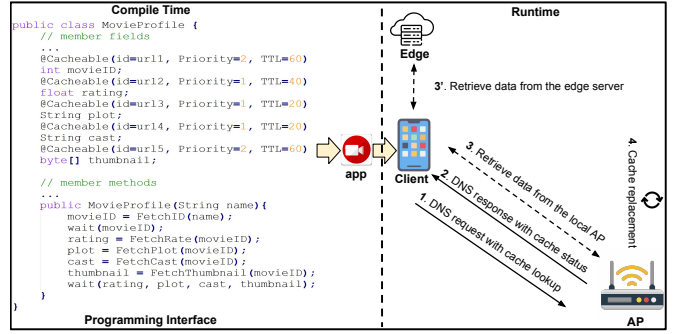 Compile Time
public class MovieProfile {
// member fields
...
@Cacheable(id=url1, Priority=2, TTL=60)
int movieID;
@Cacheable(id=url2, Priority=1, TTL=40)
float rating;
@Cacheable(id=url3, Priority=1, TTL=20)
String plot;
@Cacheable(id=url4, Priority=1, TTL=20)
String cast;
@Cacheable(id=url5, Priority=2, TTL=60)
byte[] thumbnail;
// member methods
...
public MovieProfile(String name){
movieID = FetchID(name);
wait(movieID);
rating = FetchRate(movieID);
plot = FetchPlot(movieID);
cast = FetchCast(movieID);
thumbnail = FetchThumbnail(movieID);
wait(rating, plot, cast, thumbnail);
}
}
Programming Interface
app
Runtime
Edge
3'. Retrieve data from the edge server
Client
3. Retrieve data from the local AP
2. DNS response with cache status
1. DNS request with cache lookup
4. Cache replacement
AP